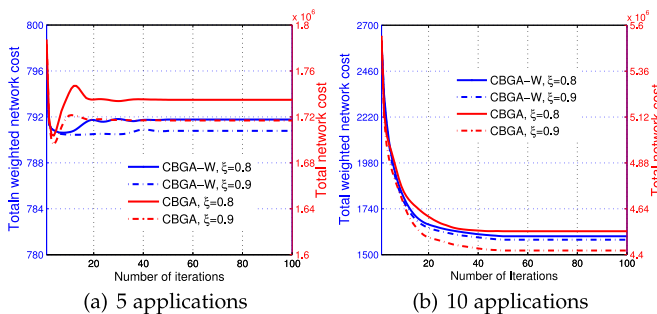 800
796
792
788
784
780
Totaln weighted network cost
20
40
60
80
100
Number of iterations
x 10^6
1.8
1.76
1.72
1.68
1.64
1.6
Total network cost
CBGA-W, ξ=0.8
CBGA-W, ξ=0.9
CBGA, ξ=0.8
CBGA, ξ=0.9
(a) 5 applications
2700
2460
2220
1980
1740
1500
Total weighted network cost
20
40
60
80
100
Number of Iterations
x 10^6
5.6
5.36
5.12
4.88
4.64
4.4
Total network cost
CBGA-W, ξ=0.8
CBGA-W, ξ=0.9
CBGA, ξ=0.8
CBGA, ξ=0.9
(b) 10 applications